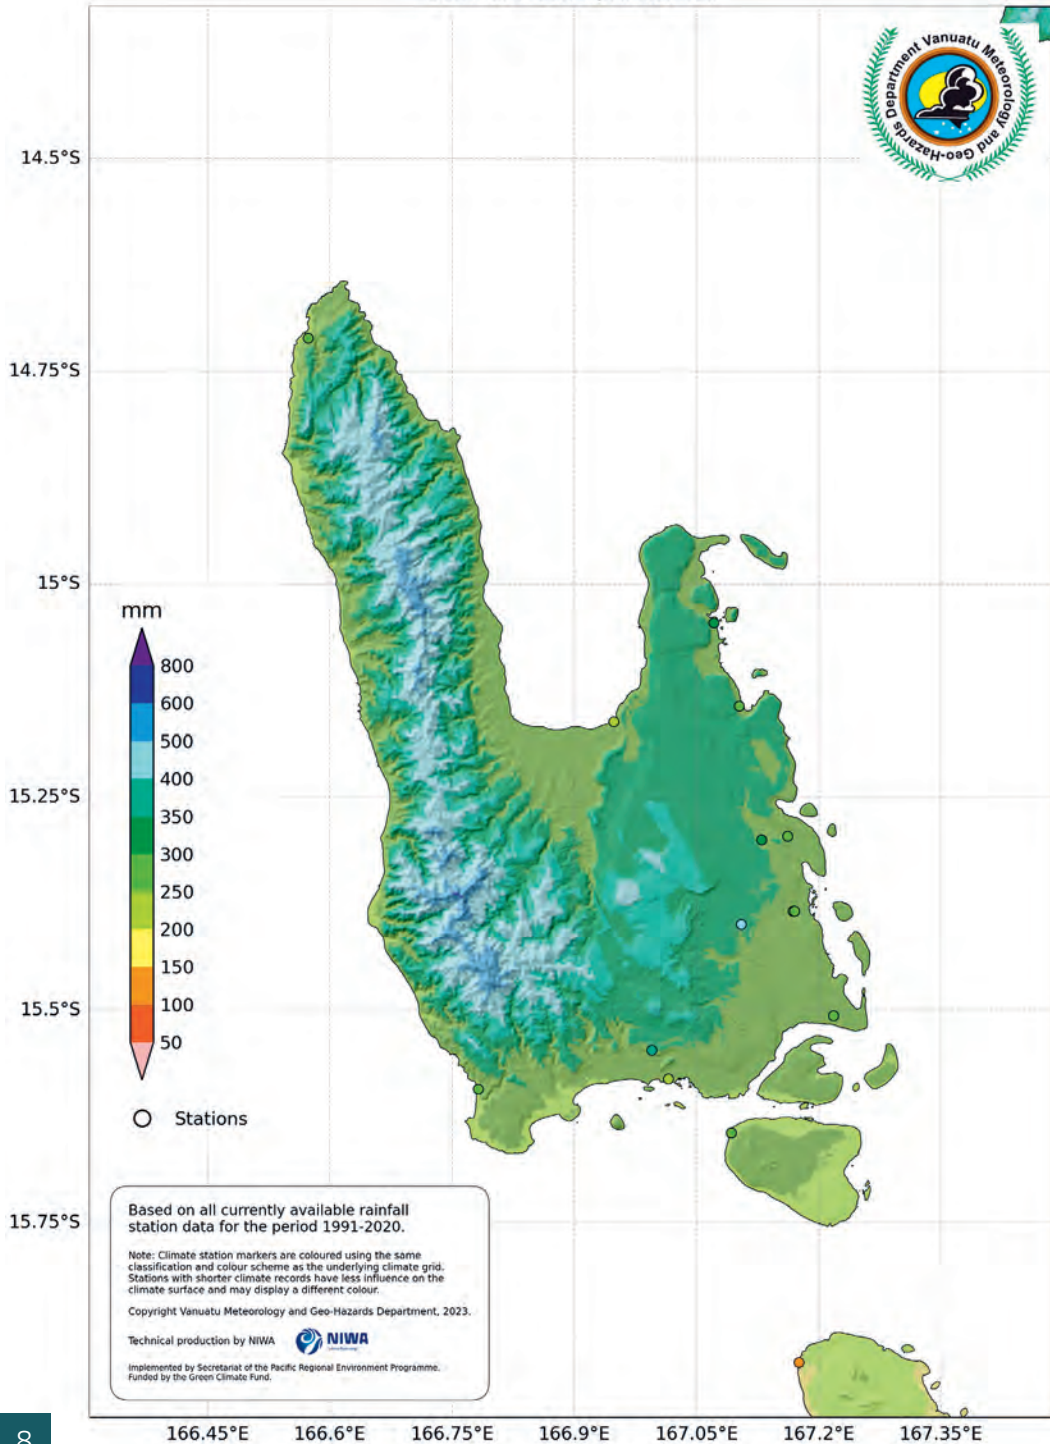 Vanuatu Meteorology and Geo-Hazards Department
14.5°S
14.75°S
15°S
15.25°S
15.5°S
15.75°S
mm
800
600
500
400
350
300
250
200
150
100
50
Stations
Based on all currently available rainfall
station data for the period 1991-2020.
Note: Climate station markers are coloured using the same
classification and colour scheme as the underlying climate grid.
Stations with shorter climate records have less influence on the
climate surface and may display a different colour.
Copyright Vanuatu Meteorology and Geo-Hazards Department, 2023.
Technical production by NIWA
NIWA
Implemented by Secretariat of the Pacific Regional Environment Programme.
Funded by the Green Climate Fund.
166.45°E 166.6°E 166.75°E 166.9°E 167.05°E 167.2°E 167.35°E
8